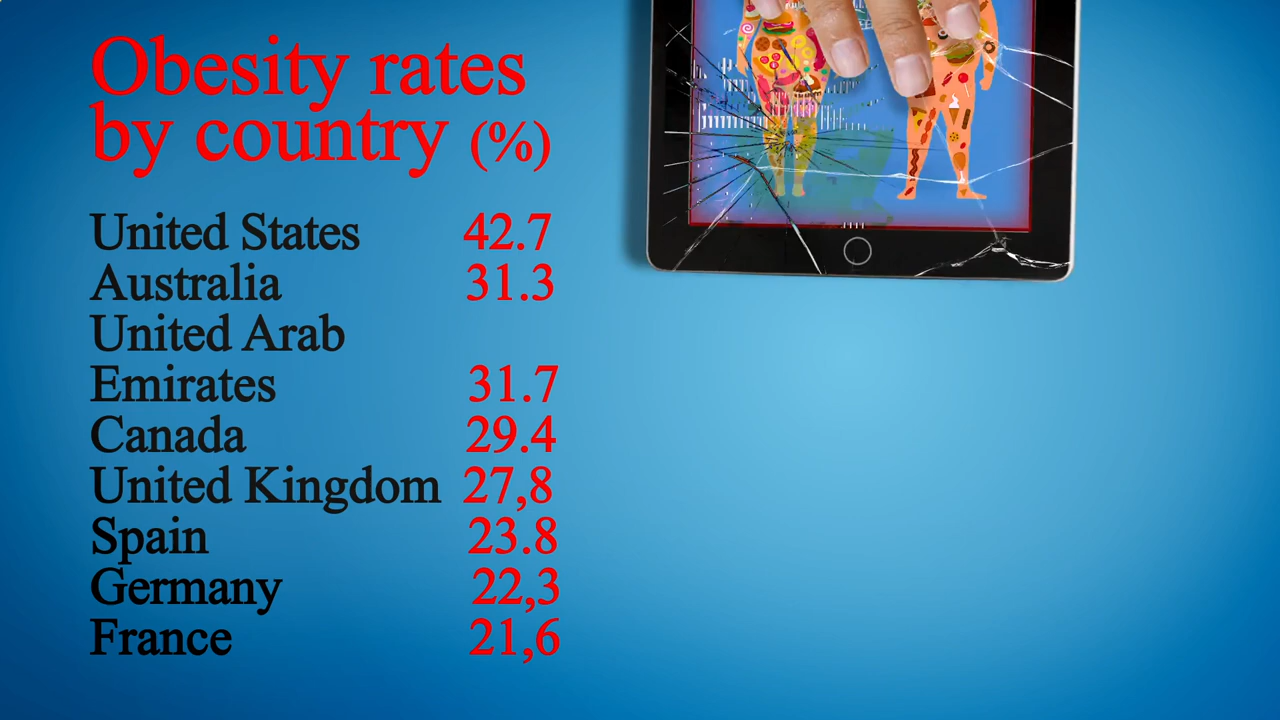 Obesity rates
by country (%)
United States 42.7
Australia 31.3
United Arab
Emirates 31.7
Canada 29.4
United Kingdom 27,8
Spain 23.8
Germany 22,3
France 21,6